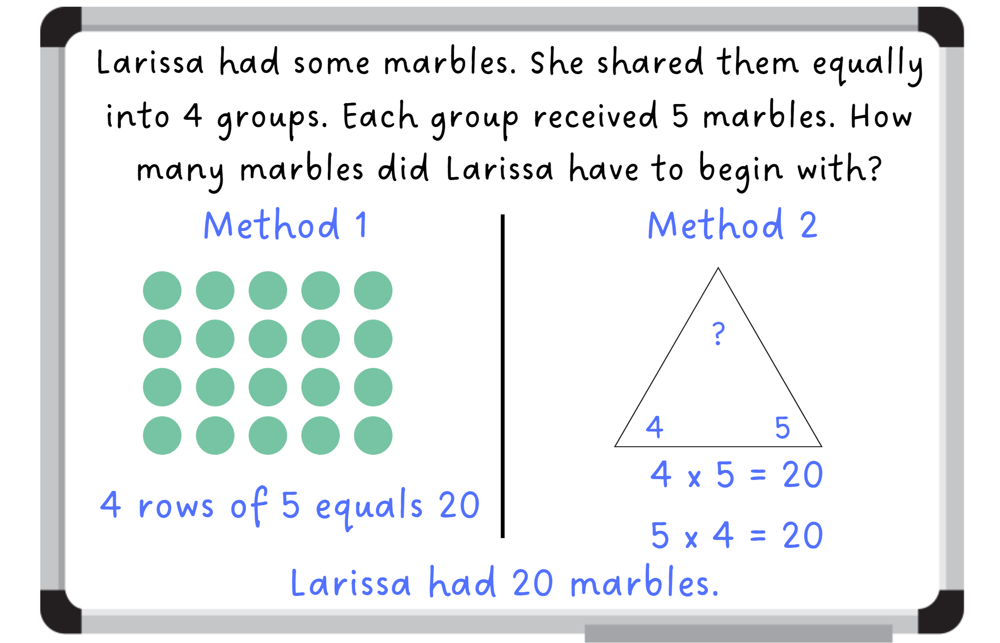 Larissa had some marbles. She shared them equally
into 4 groups. Each group received 5 marbles. How
many marbles did Larissa have to begin with?
Method 1
4 rows of 5 equals 20
Method 2
?
4 5
4 x 5 = 20
5 x 4 = 20
Larissa had 20 marbles.